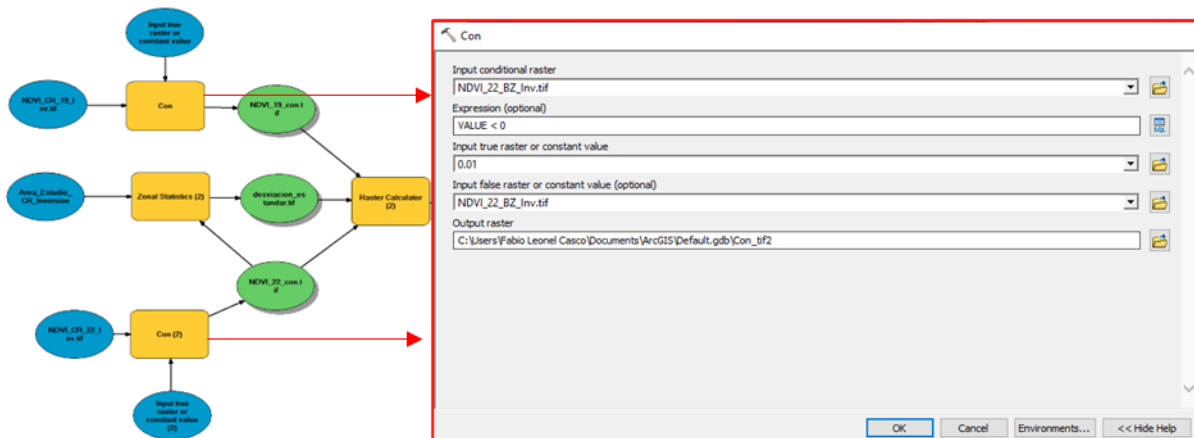 Input true
raster or
constant value
NDVI_CR_19_I
nv.tif
Con
NDVI_19_con.t
if
Area_Estudio_
CR_Inversion
Zonal Statistics (2)
desviacion_es
tandar.tif
Raster Calculator
(2)
NDVI_22_con.t
if
NDVI_CR_22_I
nv.tif
Con (2)
Input true
raster or
constant value
(2)
Con
Input conditional raster
NDVI_22_BZ_Inv.tif
Expression (optional)
VALUE < 0
SQL
Input true raster or constant value
0.01
Input false raster or constant value (optional)
NDVI_22_BZ_Inv.tif
Output raster
C:\Users\Fabio Leonel Casco\Documents\ArcGIS\Default.gdb\Con_tif2
OK
Cancel
Environments...
<< Hide Help